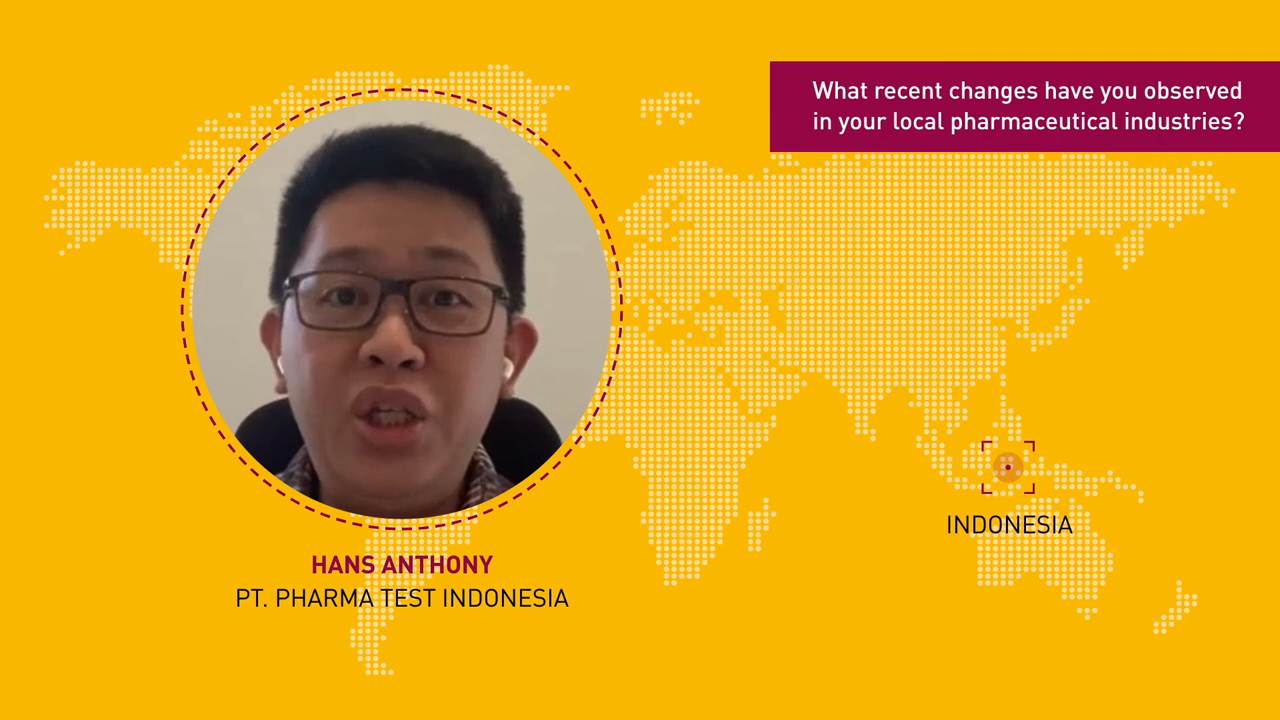 What recent changes have you observed
in your local pharmaceutical industries?
INDONESIA
HANS ANTHONY
PT. PHARMA TEST INDONESIA